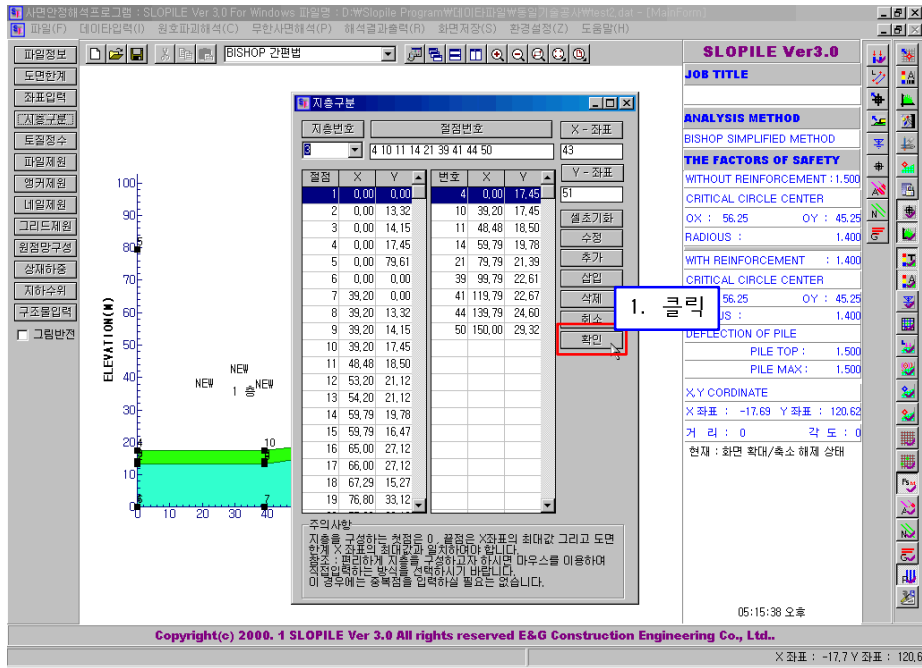 사면안정해석프로그램 : SLOPILE Ver 3.0 For Windows 파일명 : D:\Slopile Program\데이타파일\동일기술공사\test2.dat - [MainForm]
파일(F) 데이타입력(I) 원호파괴해석(C) 무한사면해석(P) 해석결과출력(R) 화면저장(S) 환경설정(Z) 도움말(H)
파일정보
도면한계
좌표입력
지층구분
토질정수
파일제원
앵커제원
네일제원
그리드제원
원점망구성
상재하중
지하수위
구조물입력
그림반전
BISHOP 간편법
ELEVATION(M)
100
90
80
70
60
50
40
30
20
10
0
10 20 30 40
NEW
NEW
NEW
1 층
10
7
지층구분
지층번호 절점번호 X - 좌표
3 4 10 11 14 21 39 41 44 50 43
Y - 좌표
51
절점 X Y
1 0,00 0,00
2 0,00 13,32
3 0,00 14,15
4 0,00 17,45
5 0,00 79,61
6 0,00 0,00
7 39,20 0,00
8 39,20 13,32
9 39,20 14,15
10 39,20 17,45
11 48,48 18,50
12 53,20 21,12
13 54,20 21,12
14 59,79 19,78
15 59,79 16,47
16 65,00 27,12
17 66,00 27,12
18 67,29 15,27
19 76,80 33,12
번호 X Y
4 0,00 17,45
10 39,20 17,45
11 48,48 18,50
14 59,79 19,78
21 79,79 21,39
39 99,79 22,61
41 119,79 22,67
44 139,79 24,60
50 150,00 29,32
셀초기화
수정
추가
삽입
삭제
취소
확인
1. 클릭
주의사항
지층을 구성하는 첫점은 0 , 끝점은 X좌표의 최대값 그리고 도면
한계 X 좌표의 최대값과 일치하여야 합니다.
참조 : 편리하게 지층을 구성하고자 하시면 마우스를 이용하여
직접입력하는 방식을 선택하시기 바랍니다.
이 경우에는 중복점을 입력하실 필요는 없습니다.
SLOPILE Ver3.0
JOB TITLE
ANALYSIS METHOD
BISHOP SIMPLIFIED METHOD
THE FACTORS OF SAFETY
WITHOUT REINFORCEMENT : 1.500
CRITICAL CIRCLE CENTER
OX : 56.25 OY : 45.25
RADIOUS : 1.400
WITH REINFORCEMENT : 1.400
CRITICAL CIRCLE CENTER
56.25 OY : 45.25
US : 1.400
DEFLECTION OF PILE
PILE TOP : 1.500
PILE MAX : 1.500
X,Y CORDINATE
X 좌표 : -17.69 Y 좌표 : 120.62
거 리 : 0 각 도 : 0
현재 : 화면 확대/축소 해제 상태
05:15:38 오후
Copyright(c) 2000. 1 SLOPILE Ver 3.0 All rights reserved E&G Construction Engineering Co., Ltd..
X 좌표 : -17,7 Y 좌표 : 120,6